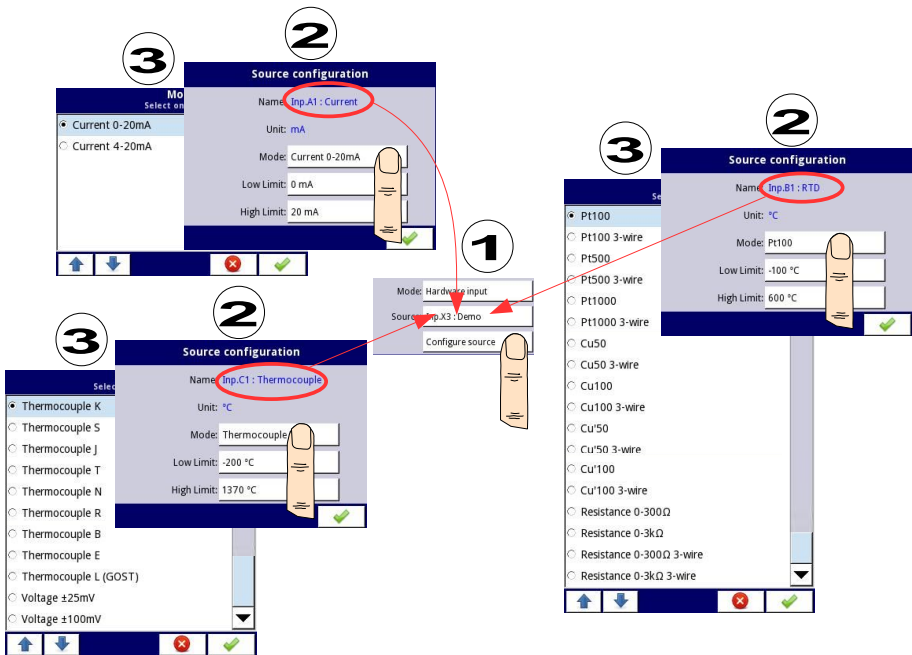 3
2
Source configuration
Mo
Select on
Name: Inp.A1 : Current
Current 0-20mA
Unit: mA
Current 4-20mA
Mode: Current 0-20mA
Low Limit: 0 mA
High Limit: 20 mA
1
Mode: Hardware input
Source: Inp.X3 : Demo
Configure source
3
2
Source configuration
Se
Name: Inp.B1 : RTD
Unit: °C
Mode: Pt100
Low Limit: -100 °C
High Limit: 600 °C
Pt100
Pt100 3-wire
Pt500
Pt500 3-wire
Pt1000
Pt1000 3-wire
Cu50
Cu50 3-wire
Cu100
Cu100 3-wire
Cu'50
Cu'50 3-wire
Cu'100
Cu'100 3-wire
Resistance 0-300Ω
Resistance 0-3kΩ
Resistance 0-300Ω 3-wire
Resistance 0-3kΩ 3-wire
3
2
Source configuration
Selec
Name: Inp.C1 : Thermocouple
Unit: °C
Mode: Thermocouple
Low Limit: -200 °C
High Limit: 1370 °C
Thermocouple K
Thermocouple S
Thermocouple J
Thermocouple T
Thermocouple N
Thermocouple R
Thermocouple B
Thermocouple E
Thermocouple L (GOST)
Voltage ±25mV
Voltage ±100mV